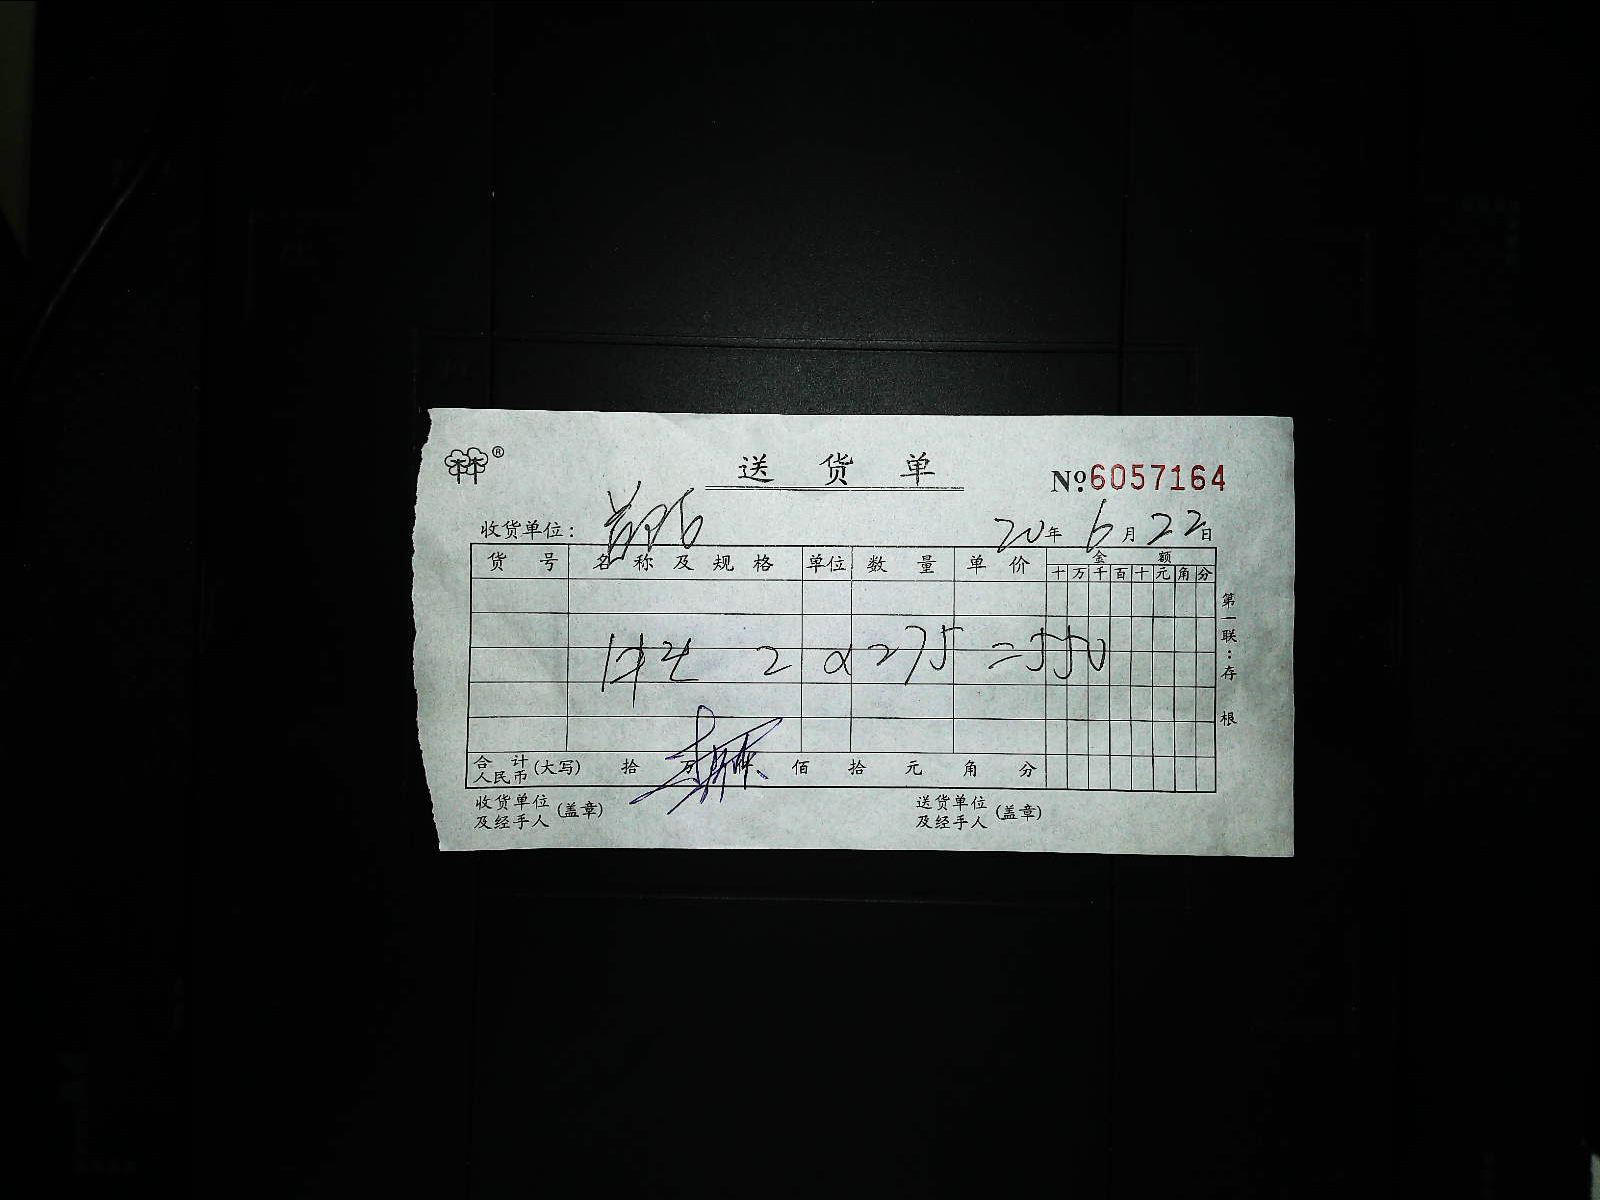 ®
送货单
№6057164
收货单位: 20年6月22日
货号 名称及规格 单位 数量 单价 金额
十万千百十元角分
2 α 275 =550
合计人民币(大写) 拾 万 仟 佰 拾 元 角 分
收货单位及经手人(盖章) 送货单位及经手人(盖章)
第一联:存根